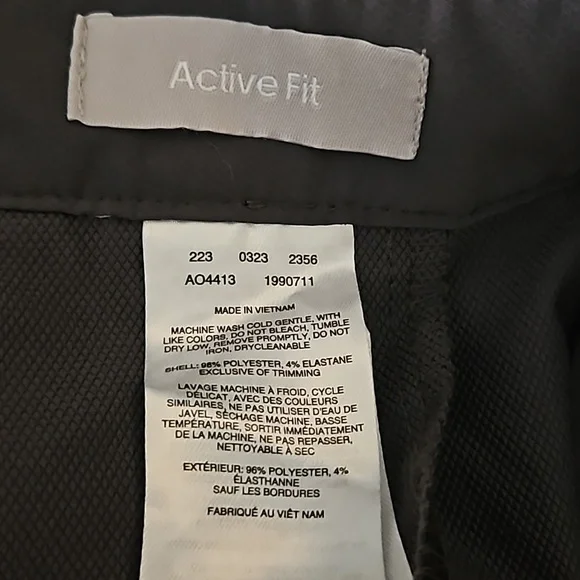 Active Fit
223 0323 2356
AO4413 1990711
MADE IN VIETNAM
MACHINE WASH COLD GENTLE, WITH
LIKE COLORS, DO NOT BLEACH, TUMBLE
DRY LOW, REMOVE PROMPTLY, DO NOT
IRON, DRYCLEANABLE
SHELL: 96% POLYESTER, 4% ELASTANE
EXCLUSIVE OF TRIMMING
LAVAGE MACHINE À FROID, CYCLE
DÉLICAT, AVEC DES COULEURS
SIMILAIRES, NE PAS UTILISER D'EAU DE
JAVEL, SÉCHAGE MACHINE, BASSE
TEMPÉRATURE, SORTIR IMMÉDIATEMENT
DE LA MACHINE, NE PAS REPASSER,
NETTOYABLE À SEC
EXTÉRIEUR: 96% POLYESTER, 4%
ÉLASTHANNE
SAUF LES BORDURES
FABRIQUÉ AU VIÊT NAM